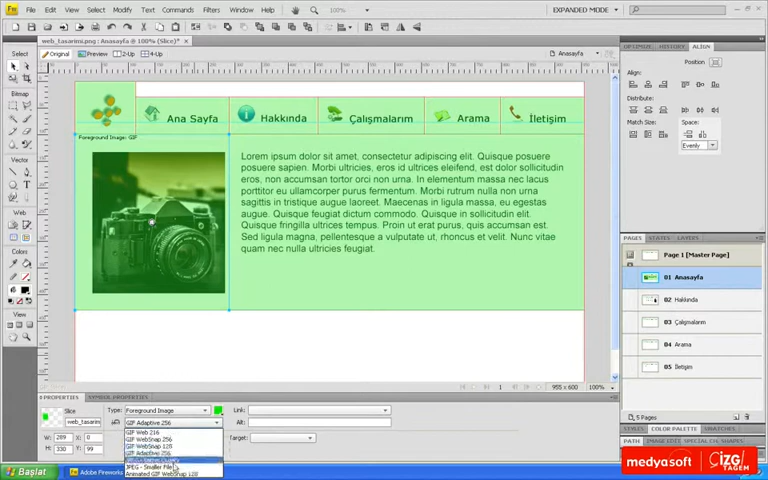 Fw File Edit View Select Modify Text Commands Filters Window Help 100% EXPANDED MODE
web_tasarimi.png : Anasayfa @ 100% (Slice)*
Original Preview 2-Up 4-Up Anasayfa
Select
Bitmap
Vector
Web
Colors
View
Ana Sayfa Hakkında Çalışmalarım Arama İletişim
Foreground Image: GIF
Lorem ipsum dolor sit amet, consectetur adipiscing elit. Quisque posuere
posuere sapien. Morbi ultricies, eros id ultrices eleifend, est dolor sollicitudin
eros, non accumsan tortor orci non urna. In elementum massa nec lacus
porttitor eu ullamcorper purus fermentum. Morbi rutrum nulla non urna
sagittis in tristique augue laoreet. Maecenas in ligula massa, eu egestas
augue. Quisque feugiat dictum commodo. Quisque in sollicitudin elit.
Quisque fringilla ultrices tempus. Proin ut erat purus, quis accumsan est.
Sed ligula magna, pellentesque a vulputate ut, rhoncus et velit. Nunc vitae
quam nec nulla ultricies feugiat.
1 955 x 600 100%
OPTIMIZE HISTORY ALIGN
Position
Align:
Distribute:
Match Size: Space:
Evenly
PAGES STATES LAYERS
Page 1 [Master Page]
01 Anasayfa
02 Hakkında
03 Çalışmalarım
04 Arama
05 İletişim
5 Pages
COLOR PALETTE SWATCHES
PATH IMAGE EDITING
PROPERTIES SYMBOL PROPERTIES
Slice Type: Foreground Image Link:
web_tasarim GIF Adaptive 256 Alt:
W: 289 X: 0 Target:
H: 330 Y: 99
GIF Web 216
GIF WebSnap 256
GIF WebSnap 128
GIF Adaptive 256
JPEG - Better Quality
JPEG - Smaller File
Animated GIF WebSnap 128
Başlat Adobe Fireworks
medyasoft ÇİZGİ TAGEM